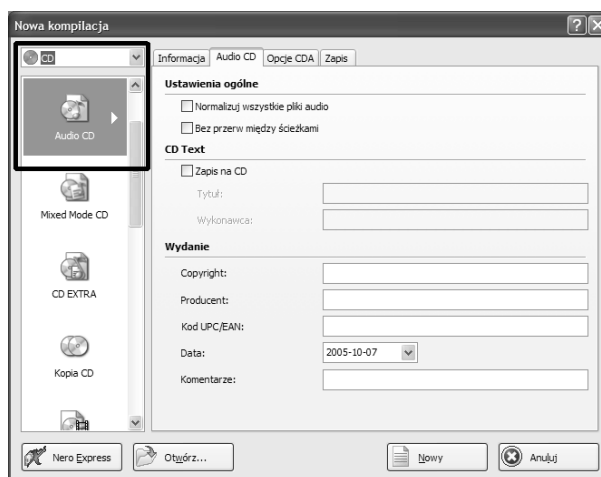 Nowa kompilacja
CD
Audio CD
Mixed Mode CD
CD EXTRA
Kopia CD
Informacja Audio CD Opcje CDA Zapis
Ustawienia ogólne
Normalizuj wszystkie pliki audio
Bez przerw między ścieżkami
CD Text
Zapis na CD
Tytuł:
Wykonawca:
Wydanie
Copyright:
Producent:
Kod UPC/EAN:
Data: 2005-10-07
Komentarze:
Nero Express Otwórz... Nowy Anuluj